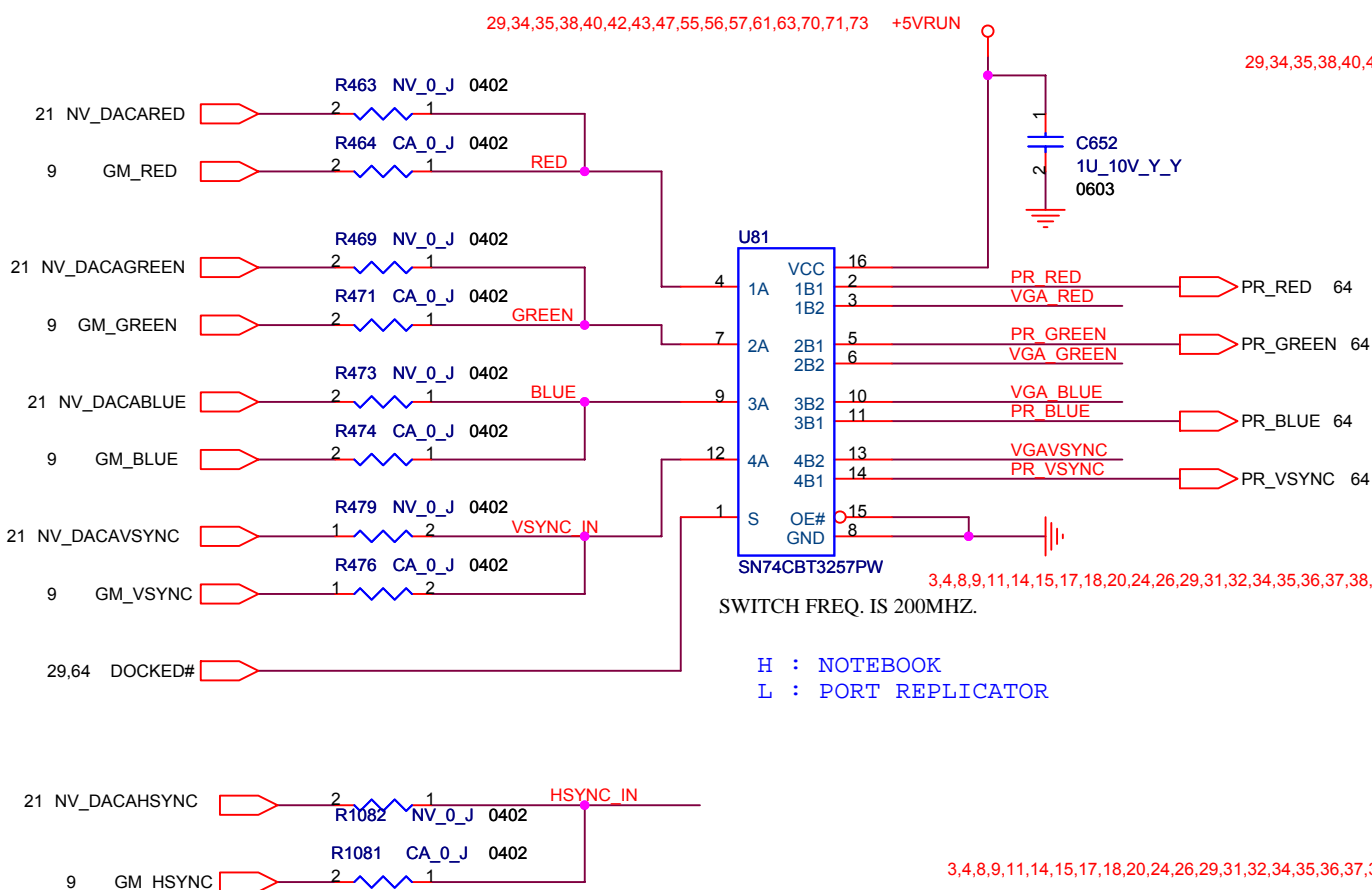 29,34,35,38,40,42,43,47,55,56,57,61,63,70,71,73 +5VRUN
29,34,35,38,40,4
R463 NV_0_J 0402
21 NV_DACARED 2 1
R464 CA_0_J 0402
9 GM_RED 2 1 RED
1
C652
1U_10V_Y_Y
2
0603
R469 NV_0_J 0402
21 NV_DACAGREEN 2 1
R471 CA_0_J 0402
9 GM_GREEN 2 1 GREEN
R473 NV_0_J 0402
21 NV_DACABLUE 2 1 BLUE
R474 CA_0_J 0402
9 GM_BLUE 2 1
R479 NV_0_J 0402
21 NV_DACAVSYNC 1 2 VSYNC_IN
R476 CA_0_J 0402
9 GM_VSYNC 1 2
29,64 DOCKED#
U81
VCC 16
4 1A 1B1 2 PR_RED PR_RED 64
1B2 3 VGA_RED
7 2A 2B1 5 PR_GREEN PR_GREEN 64
2B2 6 VGA_GREEN
9 3A 3B2 10 VGA_BLUE
3B1 11 PR_BLUE PR_BLUE 64
12 4A 4B2 13 VGAVSYNC
4B1 14 PR_VSYNC PR_VSYNC 64
1 S OE# 15
GND 8
SN74CBT3257PW
3,4,8,9,11,14,15,17,18,20,24,26,29,31,32,34,35,36,37,38,
SWITCH FREQ. IS 200MHZ.
H : NOTEBOOK
L : PORT REPLICATOR
21 NV_DACAHSYNC 2 1 HSYNC_IN
R1082 NV_0_J 0402
R1081 CA_0_J 0402
9 GM_HSYNC 2 1
3,4,8,9,11,14,15,17,18,20,24,26,29,31,32,34,35,36,37,3